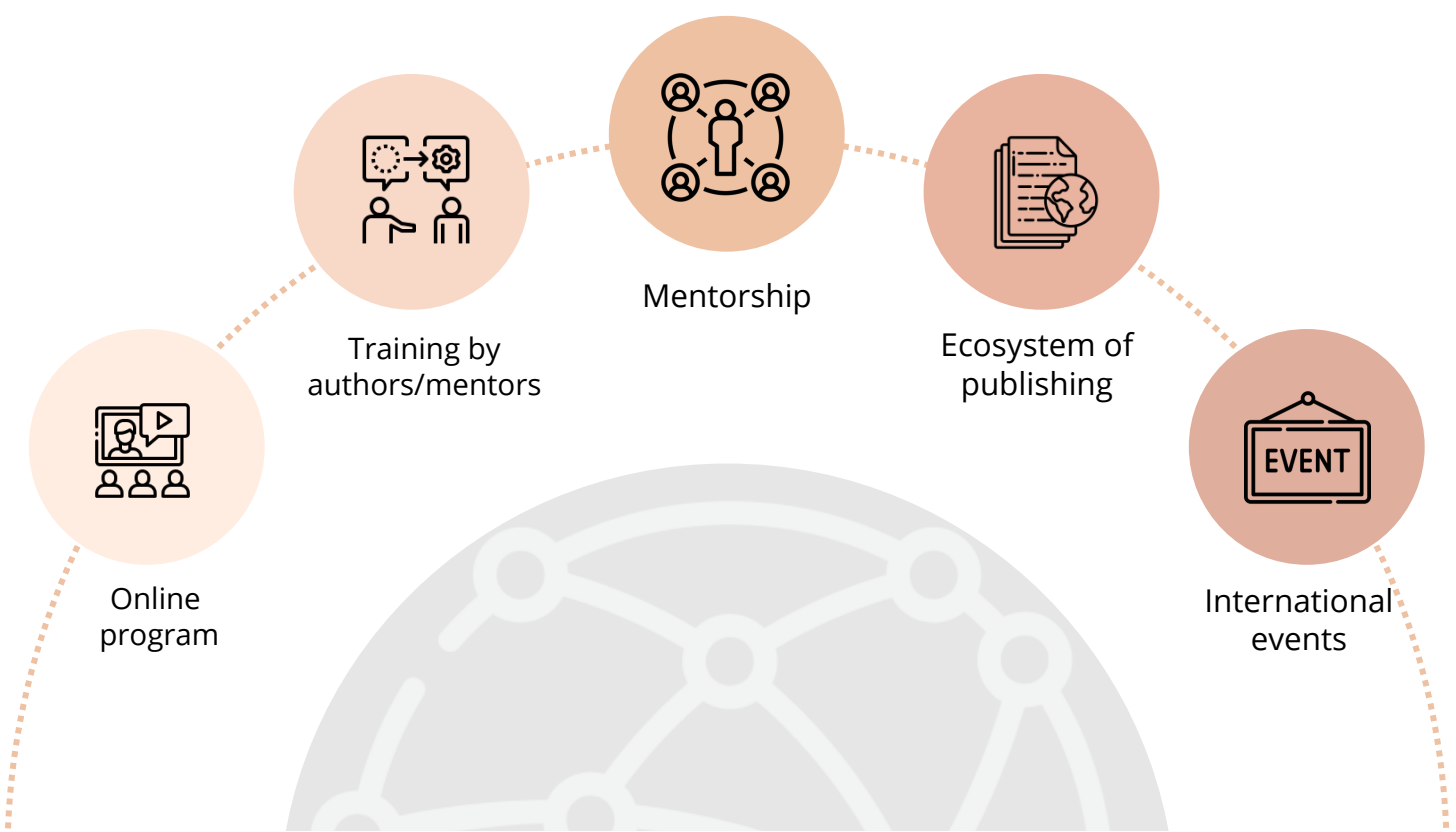 Online
program
Training by
authors/mentors
Mentorship
Ecosystem of
publishing
EVENT
International
events